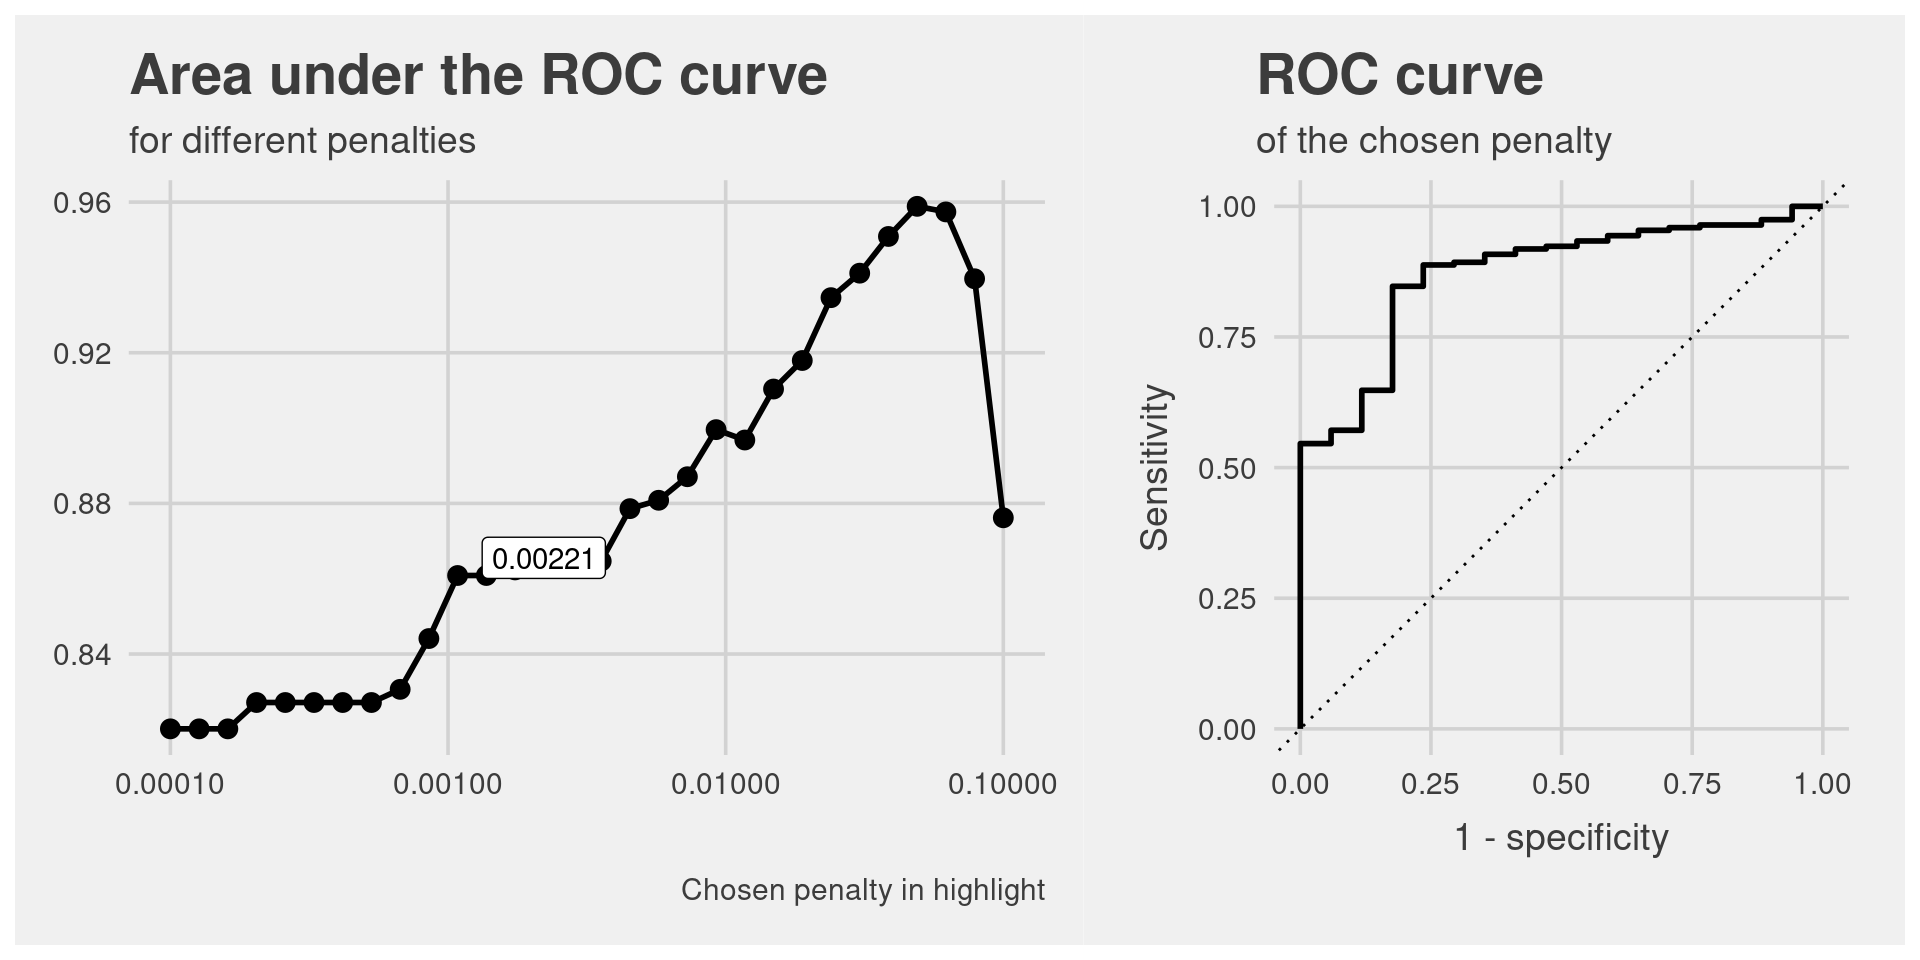 Area under the ROC curve
for different penalties
0.96
0.92
0.88
0.84
0.00221
0.00010 0.00100 0.01000 0.10000
Chosen penalty in highlight
ROC curve
of the chosen penalty
Sensitivity
1.00
0.75
0.50
0.25
0.00
0.00 0.25 0.50 0.75 1.00
1 - specificity